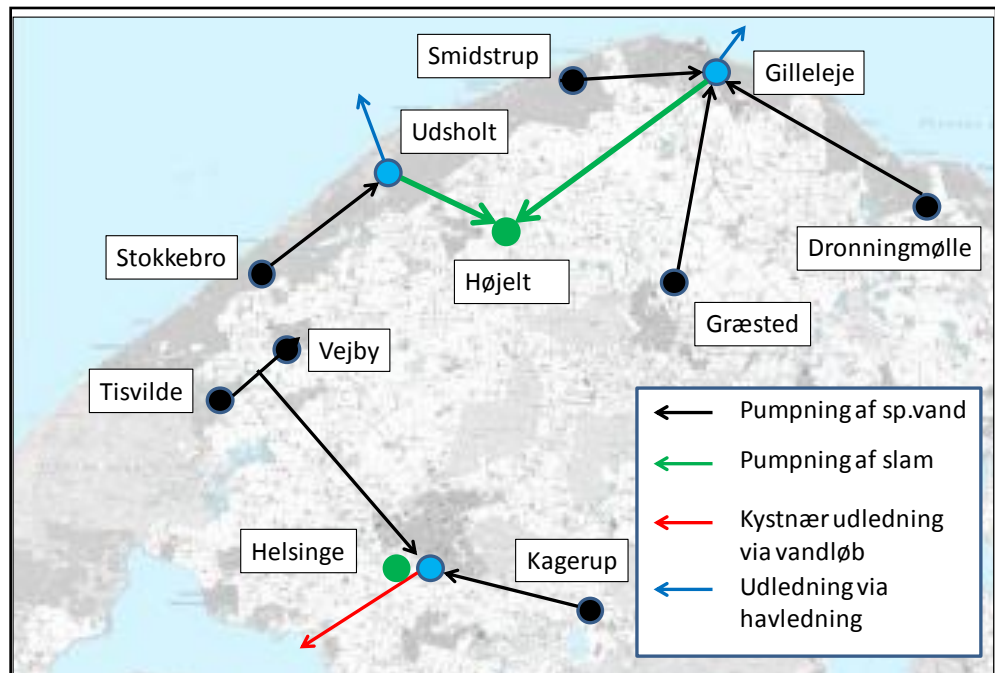 Smidstrup
Gilleleje
Udsholt
Stokkebro
Højelt
Dronningmølle
Græsted
Vejby
Tisvilde
Helsinge
Kagerup
Pumpning af sp.vand
Pumpning af slam
Kystnær udledning
via vandløb
Udledning via
havledning